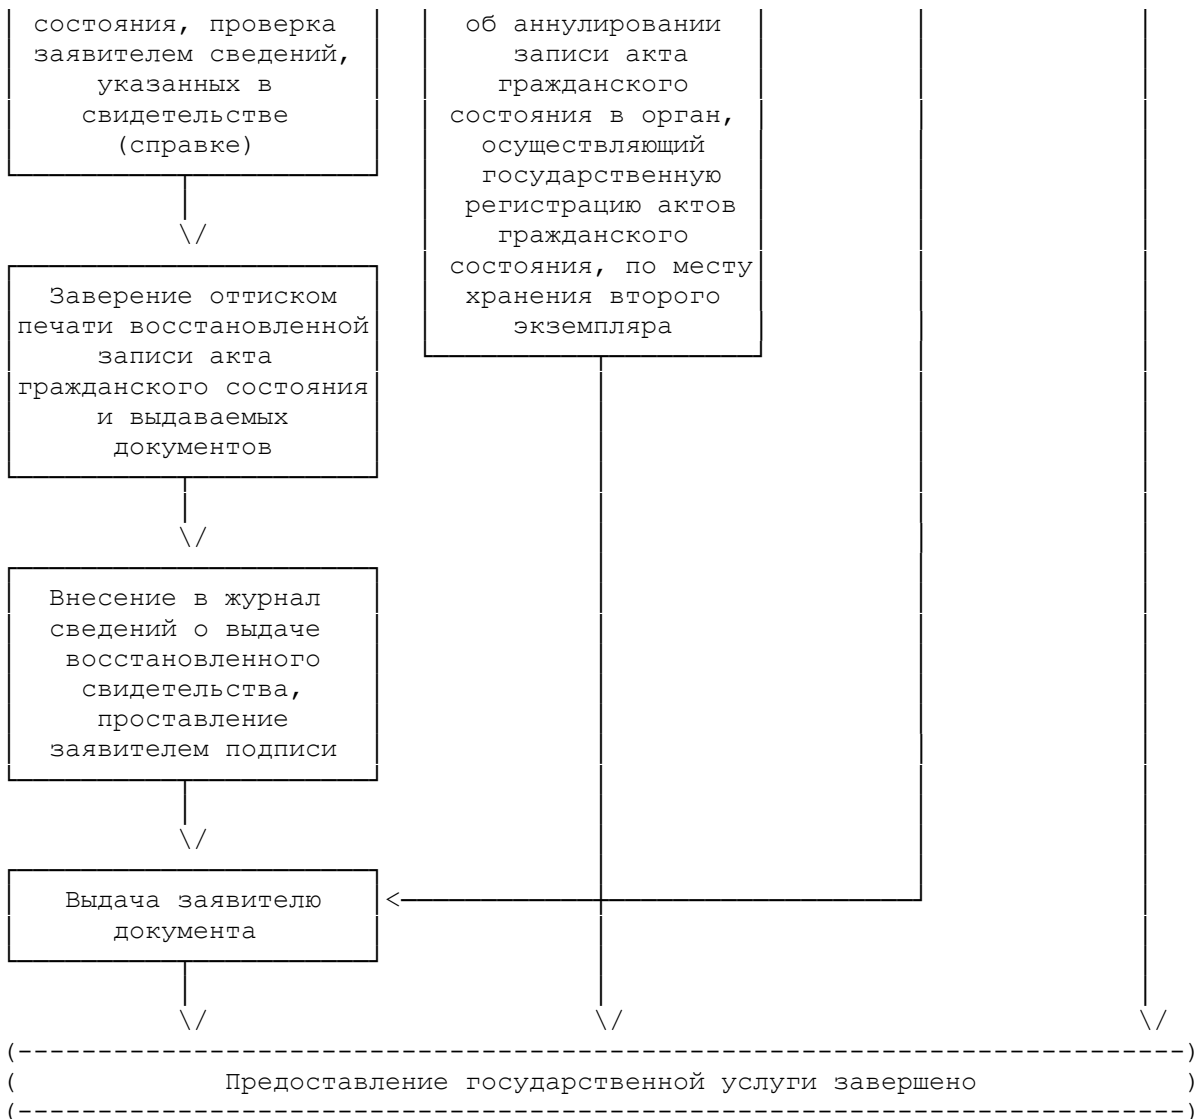 состояния, проверка
заявителем сведений,
указанных в
свидетельстве
(справке)
об аннулировании
записи акта
гражданского
состояния в орган,
осуществляющий
государственную
регистрацию актов
гражданского
состояния, по месту
хранения второго
экземпляра
Заверение оттиском
печати восстановленной
записи акта
гражданского состояния
и выдаваемых
документов
Внесение в журнал
сведений о выдаче
восстановленного
свидетельства,
проставление
заявителем подписи
Выдача заявителю
документа
Предоставление государственной услуги завершено